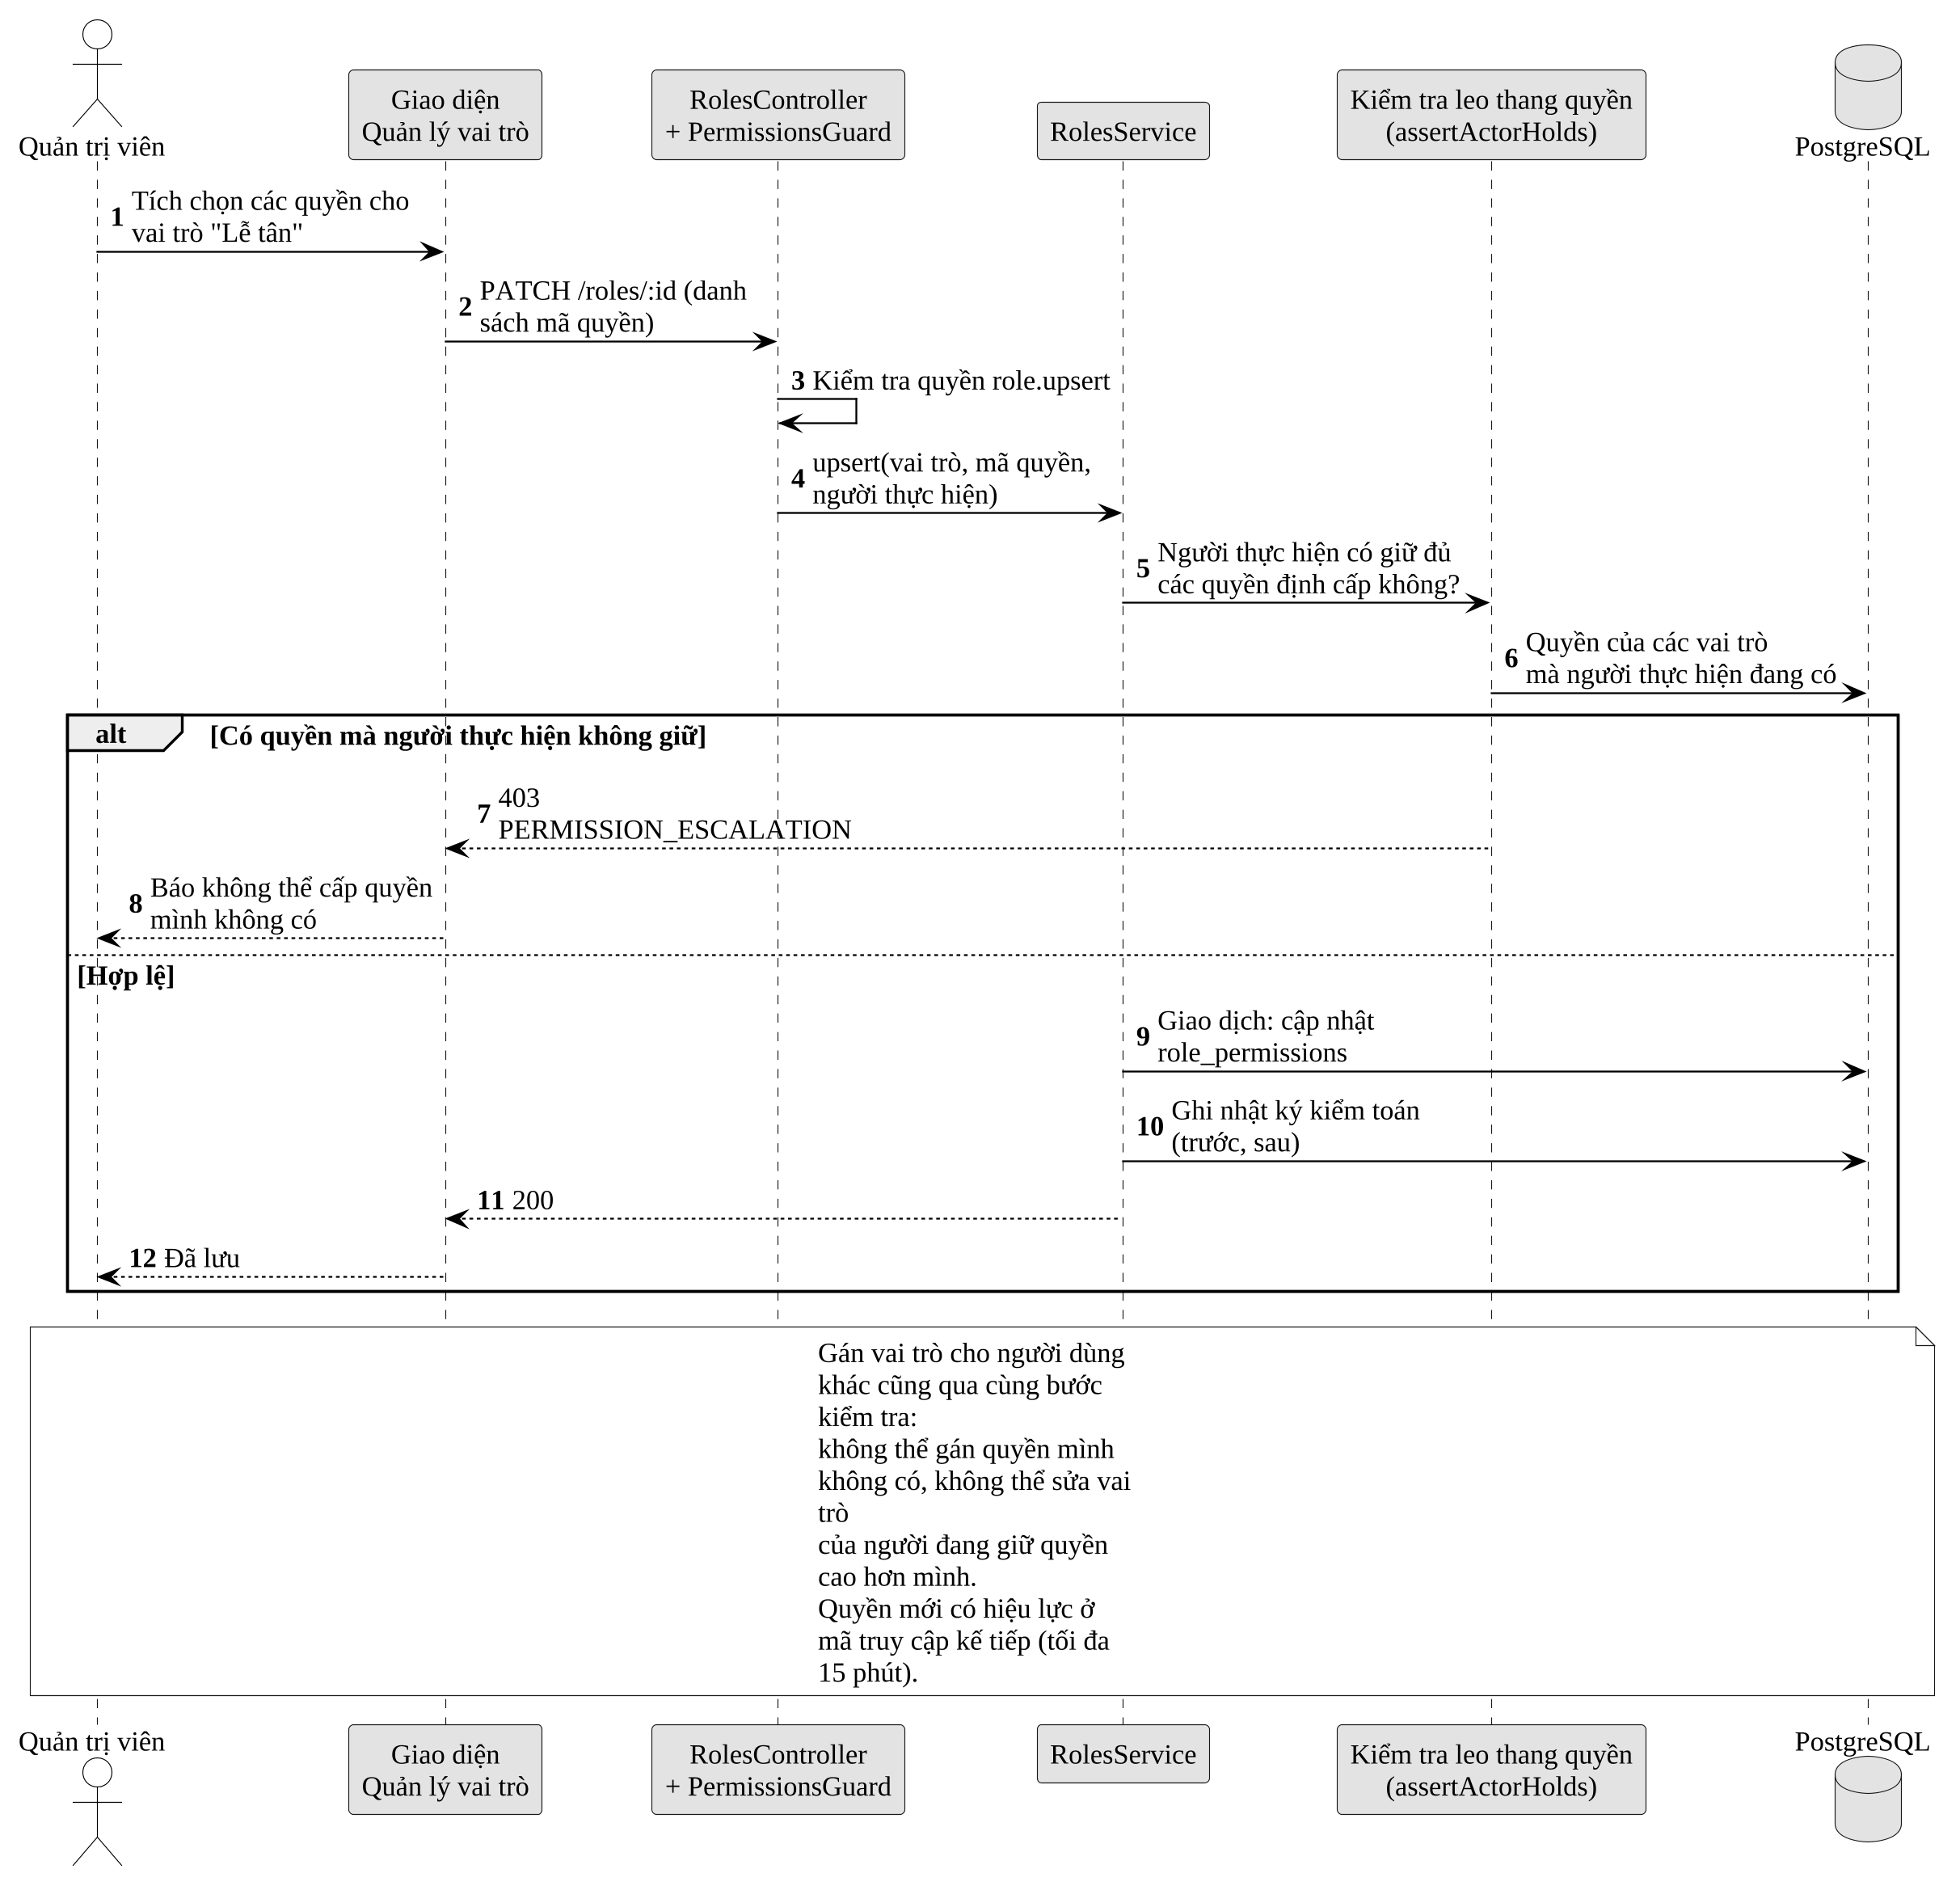 Quản trị viên
Giao diện
Quản lý vai trò
RolesController
+ PermissionsGuard
RolesService
Kiểm tra leo thang quyền
(assertActorHolds)
PostgreSQL
1 Tích chọn các quyền cho
vai trò "Lễ tân"
2 PATCH /roles/:id (danh
sách mã quyền)
3 Kiểm tra quyền role.upsert
4 upsert(vai trò, mã quyền,
người thực hiện)
5 Người thực hiện có giữ đủ
các quyền định cấp không?
6 Quyền của các vai trò
mà người thực hiện đang có
alt [Có quyền mà người thực hiện không giữ]
7 403
PERMISSION_ESCALATION
8 Báo không thể cấp quyền
mình không có
[Hợp lệ]
9 Giao dịch: cập nhật
role_permissions
10 Ghi nhật ký kiểm toán
(trước, sau)
11 200
12 Đã lưu
Gán vai trò cho người dùng
khác cũng qua cùng bước
kiểm tra:
không thể gán quyền mình
không có, không thể sửa vai
trò
của người đang giữ quyền
cao hơn mình.
Quyền mới có hiệu lực ở
mã truy cập kế tiếp (tối đa
15 phút).
Quản trị viên
Giao diện
Quản lý vai trò
RolesController
+ PermissionsGuard
RolesService
Kiểm tra leo thang quyền
(assertActorHolds)
PostgreSQL